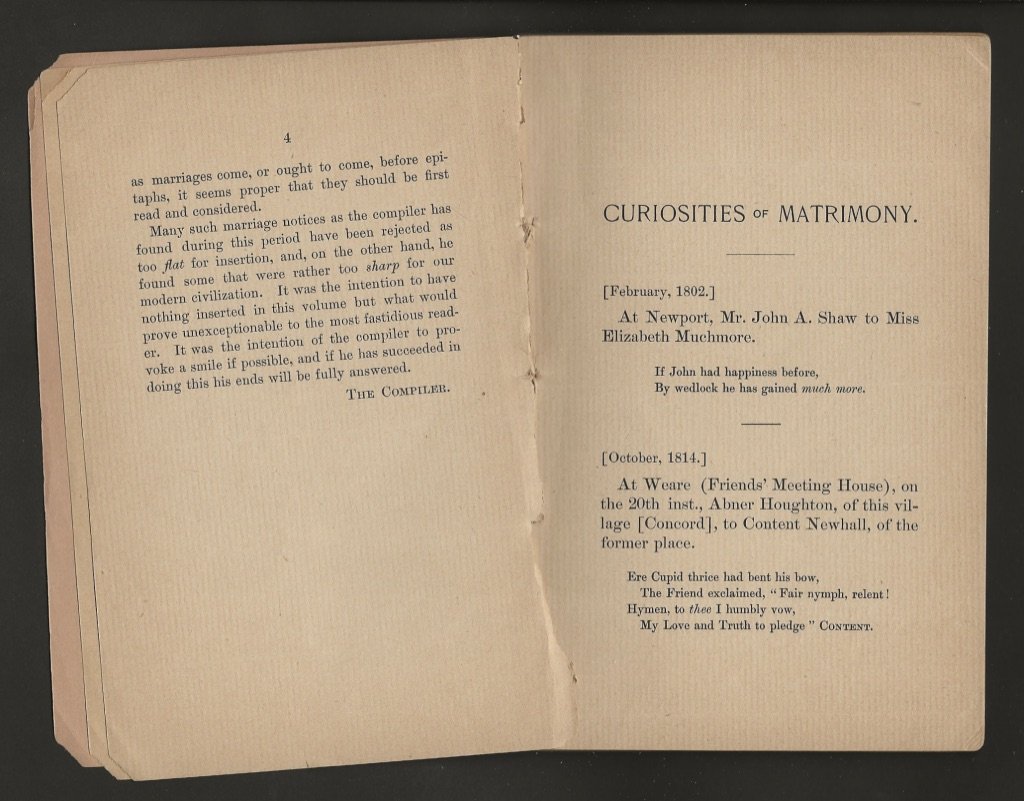 4
as marriages come, or ought to come, before epi-
taphs, it seems proper that they should be first
read and considered.
Many such marriage notices as the compiler has
found during this period have been rejected as
too flat for insertion, and, on the other hand, he
found some that were rather too sharp for our
modern civilization. It was the intention to have
nothing inserted in this volume but what would
prove unexceptionable to the most fastidious read-
er. It was the intention of the compiler to pro-
voke a smile if possible, and if he has succeeded in
doing this his ends will be fully answered.
THE COMPILER.
CURIOSITIES OF MATRIMONY.
[February, 1802.]
At Newport, Mr. John A. Shaw to Miss
Elizabeth Muchmore.
If John had happiness before,
By wedlock he has gained much more.
[October, 1814.]
At Weare (Friends' Meeting House), on
the 20th inst., Abner Houghton, of this vil-
lage [Concord], to Content Newhall, of the
former place.
Ere Cupid thrice had bent his bow,
The Friend exclaimed, "Fair nymph, relent!
Hymen, to thee I humbly vow,
My Love and Truth to pledge" CONTENT.